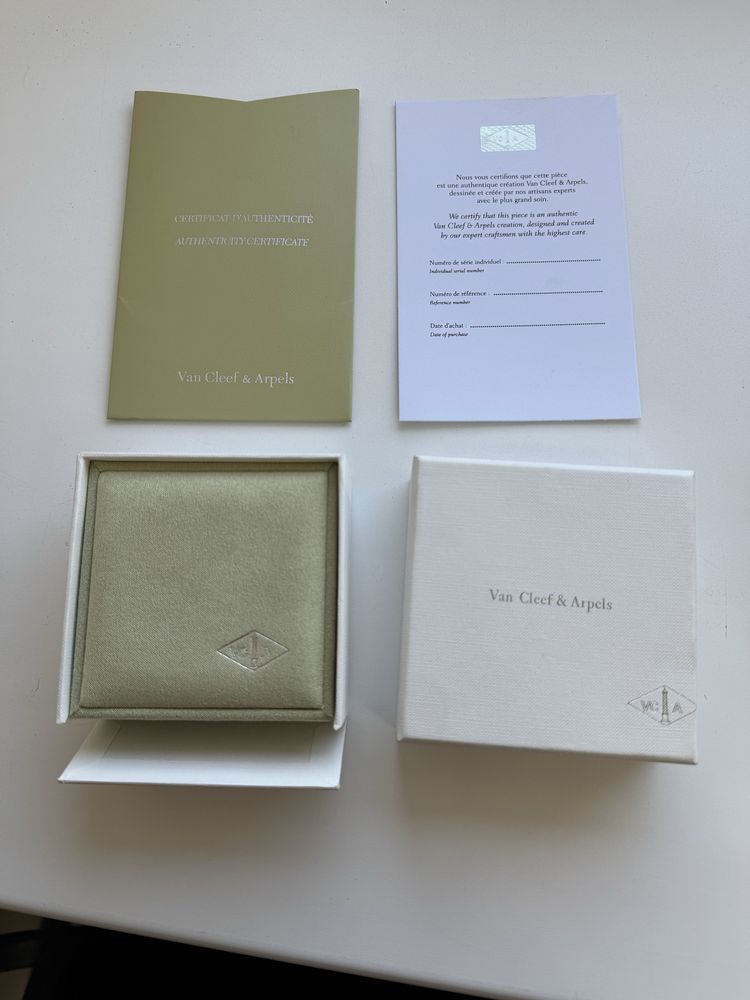 CERTIFICAT D'AUTHENTICITÉ
AUTHENTICITY CERTIFICATE
Van Cleef & Arpels
VC A
Nous vous certifions que cette pièce
est une authentique création Van Cleef & Arpels,
dessinée et créée par nos artisans experts
avec le plus grand soin.
We certify that this piece is an authentic
Van Cleef & Arpels creation, designed and created
by our expert craftsmen with the highest care.
Numéro de série individuel :
Individual serial number
Numéro de référence :
Reference number
Date d'achat :
Date of purchase
VC A
Van Cleef & Arpels
VC A